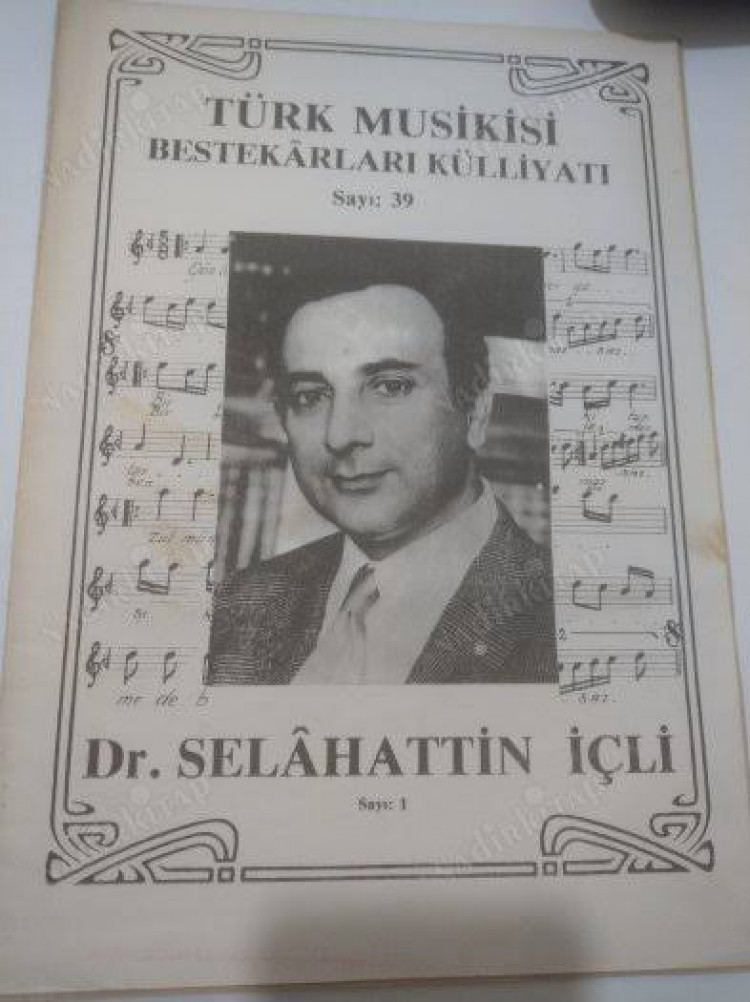 TÜRK MUSİKİSİ
BESTEKÂRLARI KÜLLİYATI
Sayı: 39
Dr. SELÂHATTİN İÇLİ
Sayı: 1